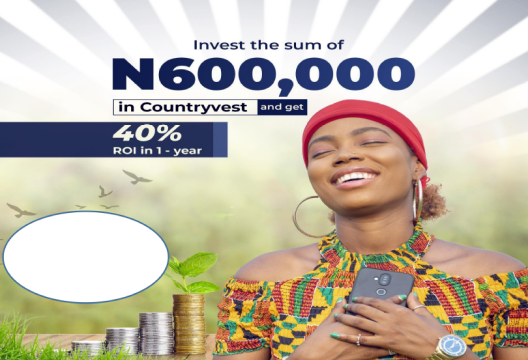 Invest the sum of
N600,000
in Countryvest and get
40%
ROI in 1 - year